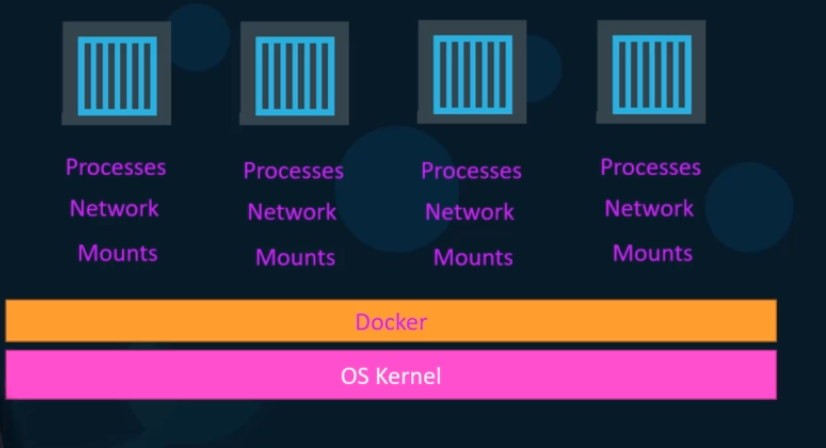 Processes Processes Processes Processes
Network Network Network Network
Mounts Mounts Mounts Mounts
Docker
OS Kernel